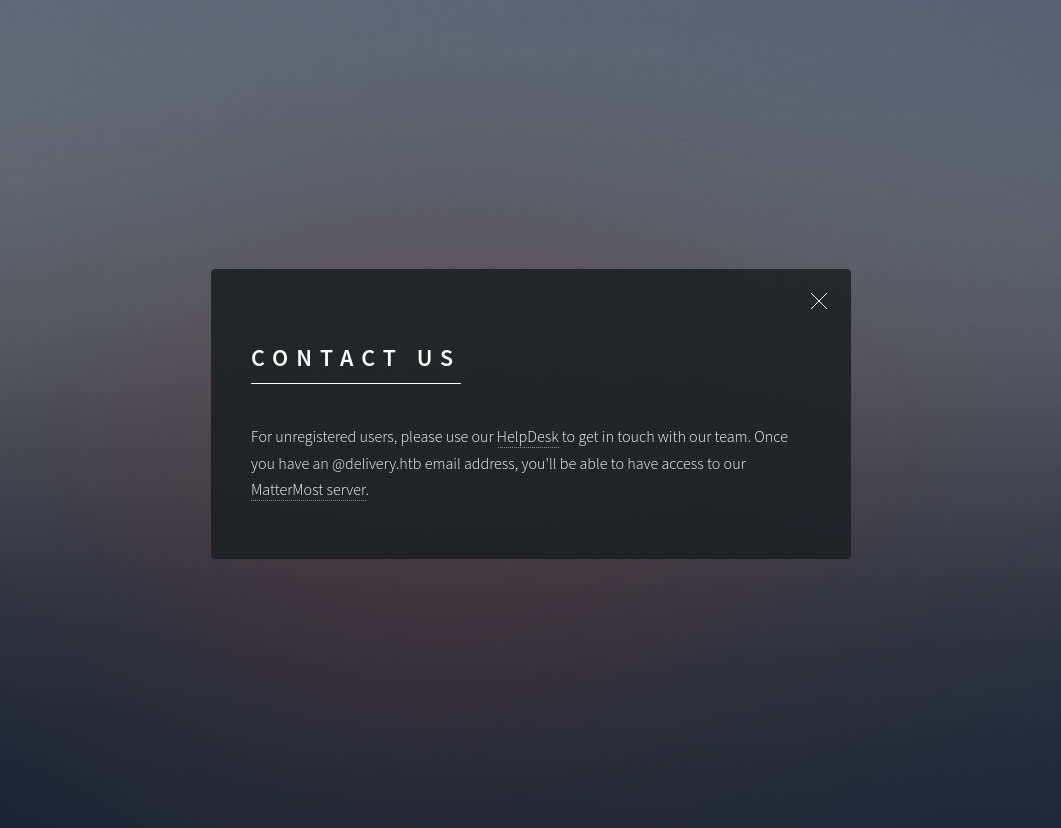 CONTACT US
For unregistered users, please use our HelpDesk to get in touch with our team. Once
you have an @delivery.htb email address, you'll be able to have access to our
MatterMost server.